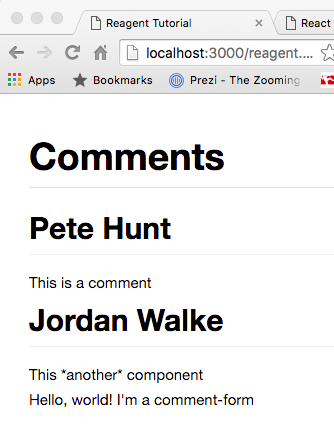 Reagent Tutorial
React
localhost:3000/reagent....
Apps Bookmarks Prezi - The Zooming
Comments
Pete Hunt
This is a comment
Jordan Walke
This *another* component
Hello, world! I'm a comment-form